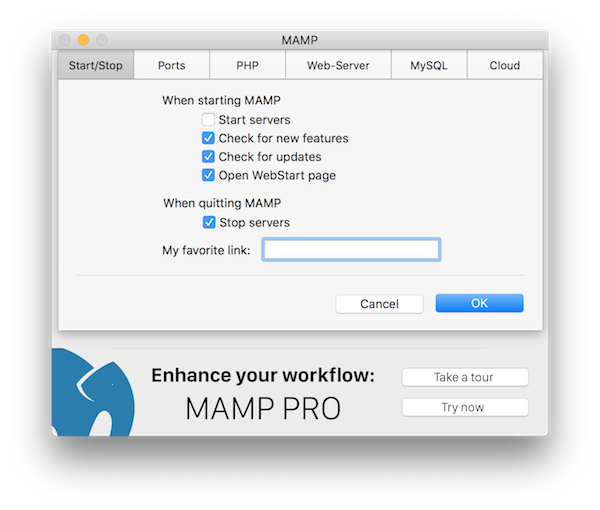 MAMP
Start/Stop Ports PHP Web-Server MySQL Cloud
When starting MAMP
Start servers
Check for new features
Check for updates
Open WebStart page
When quitting MAMP
Stop servers
My favorite link:
Cancel OK
Enhance your workflow:
MAMP PRO
Take a tour
Try now